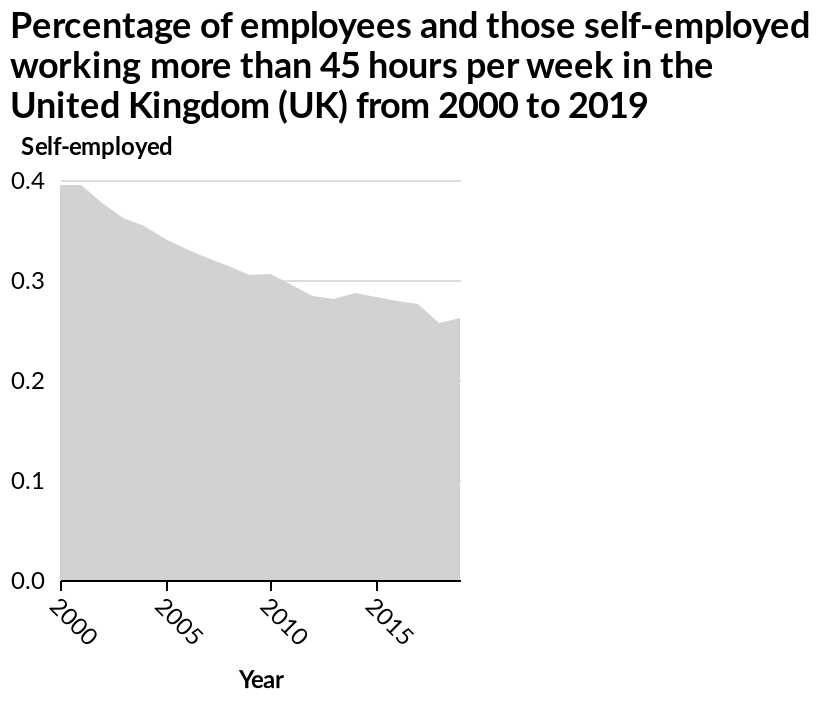 Percentage of employees and those self-employed
working more than 45 hours per week in the
United Kingdom (UK) from 2000 to 2019
Self-employed
0.4
0.3
0.2
0.1
0.0
2000
2005
2010
2015
Year